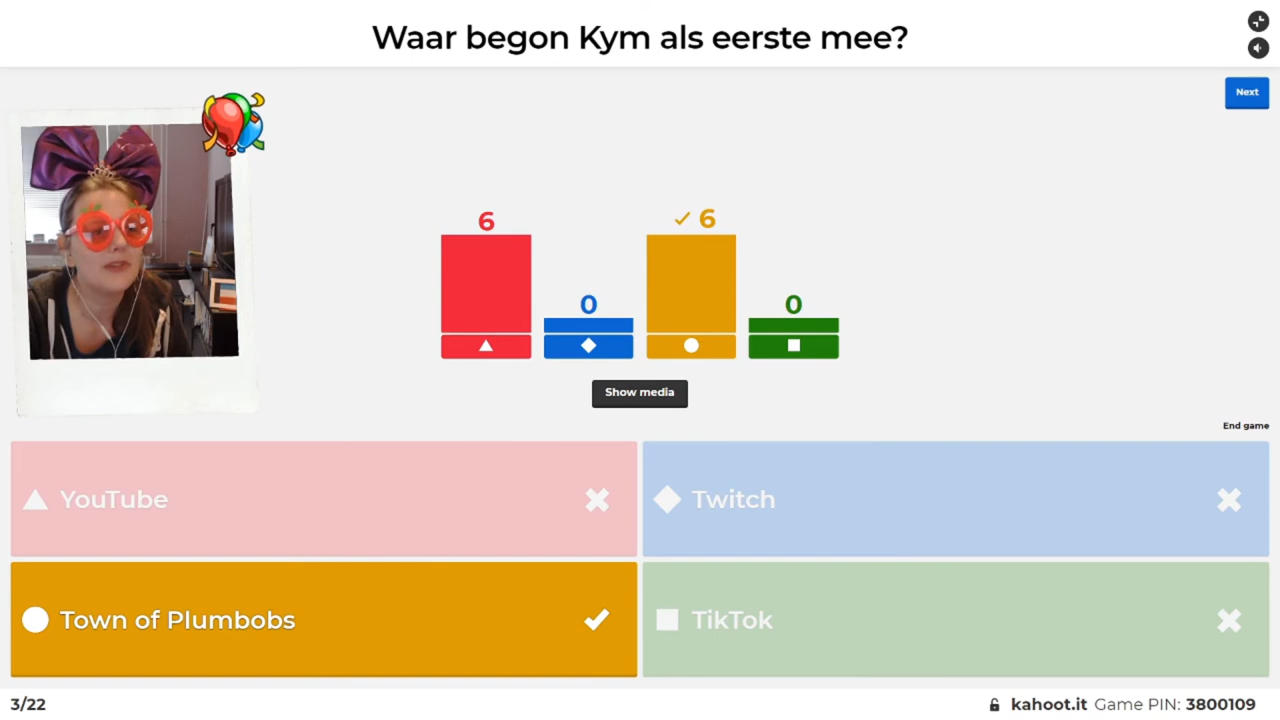 Waar begon Kym als eerste mee?
Next
6
0
6
0
Show media
End game
YouTube
Twitch
Town of Plumbobs
TikTok
3/22
kahoot.it Game PIN: 3800109